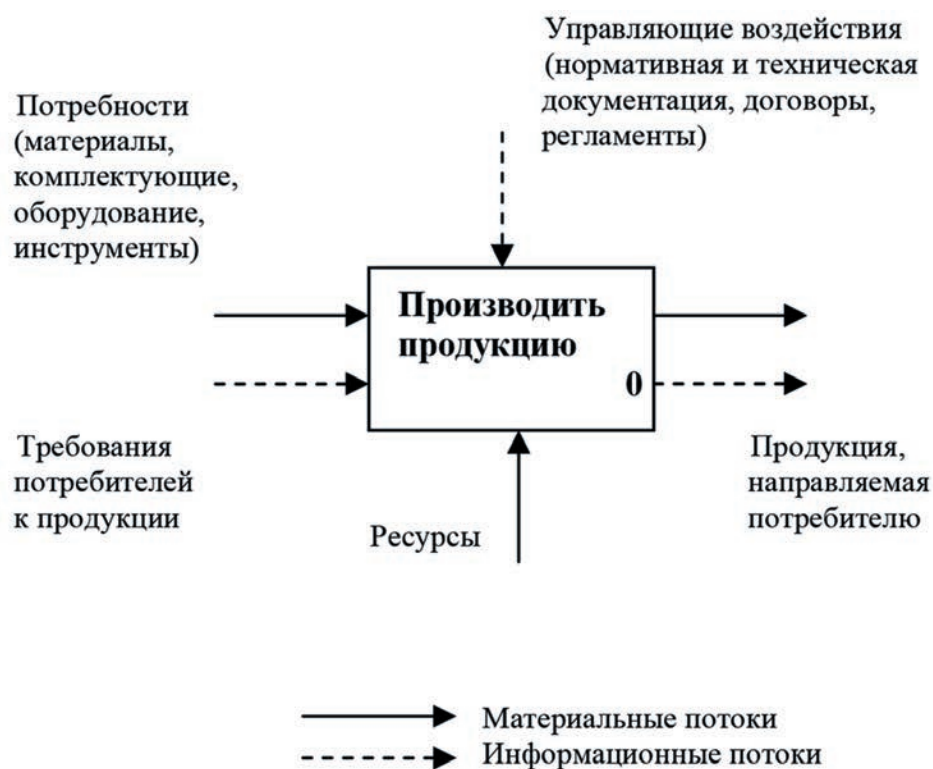 Управляющие воздействия
(нормативная и техническая
документация, договоры,
регламенты)
Потребности
(материалы,
комплектующие,
оборудование,
инструменты)
Производить
продукцию
0
Требования
потребителей
к продукции
Ресурсы
Продукция,
направляемая
потребителю
Материальные потоки
Информационные потоки